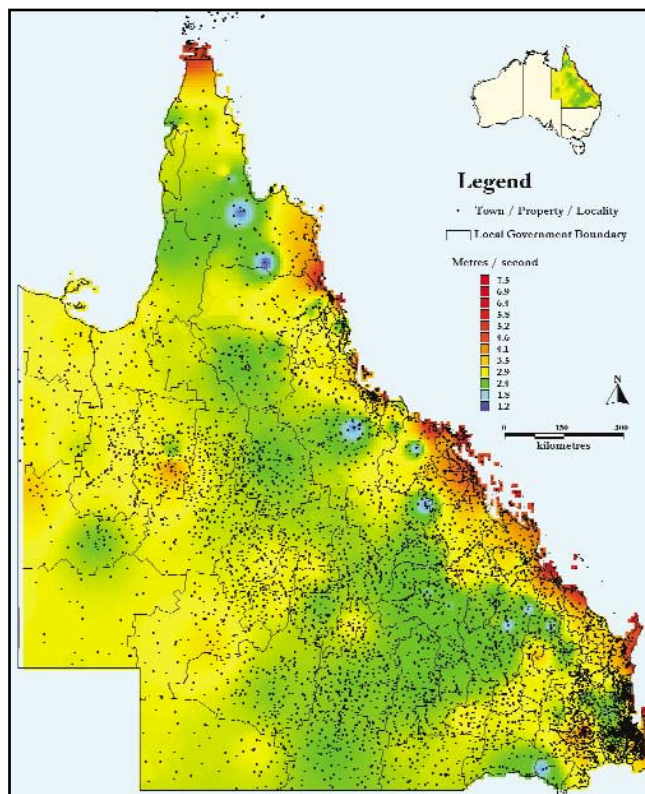 Legend
Town / Property / Locality
Local Government Boundary
Metres / second
7.5
6.9
6.4
5.8
5.2
4.6
4.1
3.5
2.9
2.4
1.8
1.2
N
0 150 300
kilometres